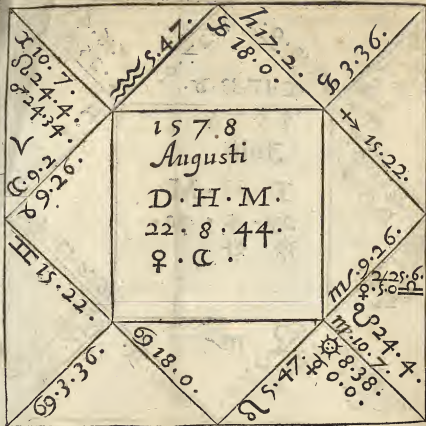 ♓ 10. 7.
☊ 24. 4.
♂ 24. 34.
♈
☾. 9. 2
♉ 9. 26.
♒ 5. 47.
♑ 18. 0.
♄ 17. 2.
♑ 3. 36.
♐ 15. 22.
1578
Augusti
D · H · M ·
22 · 8 · 44 ·
♀ · ☾ ·
♊ 15. 22.
♋ 3. 36.
♋ 18. 0.
♌ 5. 47.
♏ 9. 26.
♃ 25. 6.
♀ . 5. 0 ♎
☋ 24. 4.
♍ . 10. 7.
☉ 8. 38.
☿ 0. 0.